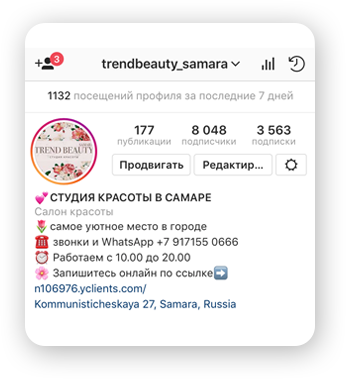 3
trendbeauty_samara
1132 посещений профиля за последние 7 дней
TREND BEAUTY
177 8 048 3 563
публикации подписчики подписки
Продвигать Редактир...
💕СТУДИЯ КРАСОТЫ В САМАРЕ
Салон красоты
🌷 самое уютное место в городе
☎️ звонки и WhatsApp +7 917155 0666
⏰ Работаем с 10.00 до 20.00
🌸 Запишитесь онлайн по ссылке➡️
n106976.yclients.com/
Kommunisticheskaya 27, Samara, Russia